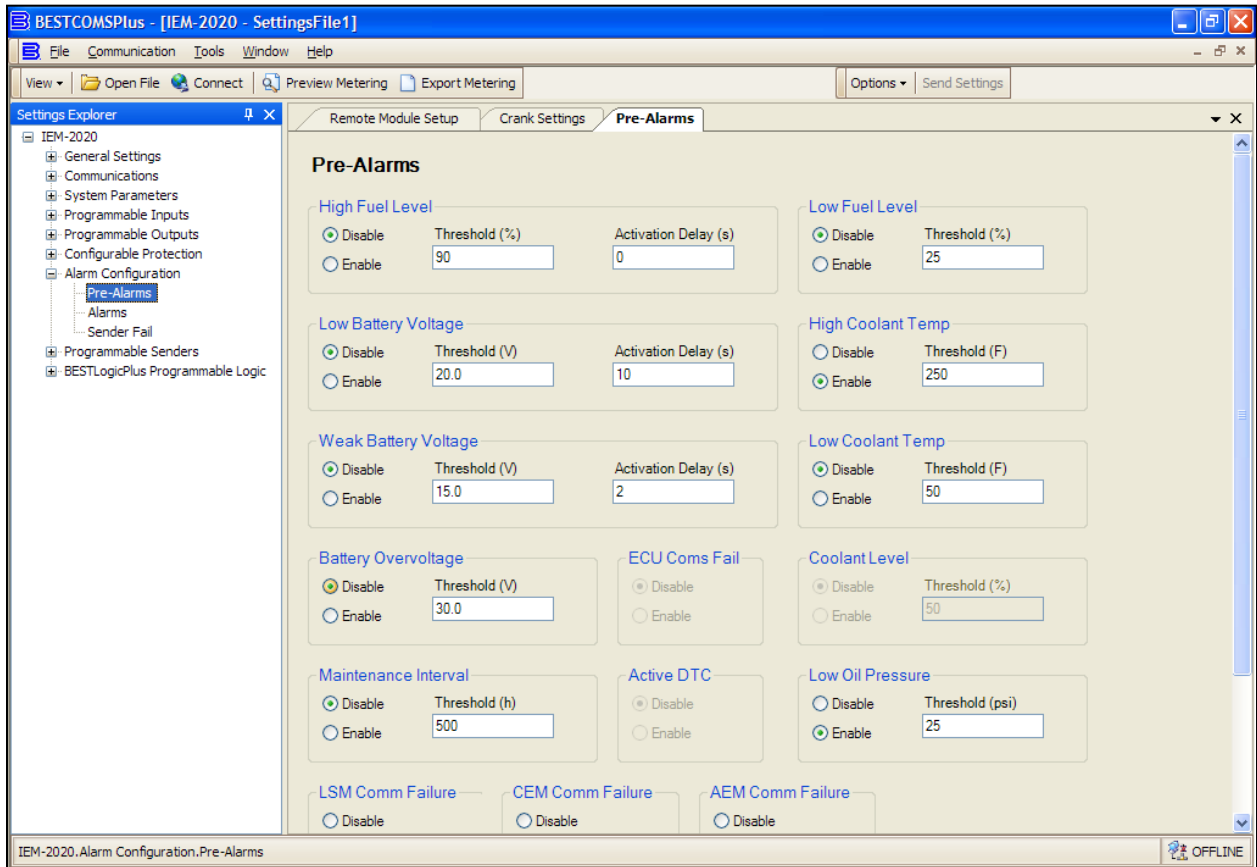 BESTCOMSPlus - [IEM-2020 - SettingsFile1]
File Communication Tools Window Help
View Open File Connect Preview Metering Export Metering Options Send Settings
Settings Explorer
IEM-2020
General Settings
Communications
System Parameters
Programmable Inputs
Programmable Outputs
Configurable Protection
Alarm Configuration
Pre-Alarms
Alarms
Sender Fail
Programmable Senders
BESTLogicPlus Programmable Logic
Remote Module Setup Crank Settings Pre-Alarms
Pre-Alarms
High Fuel Level
Disable Threshold (%) Activation Delay (s)
Enable 90 0
Low Fuel Level
Disable Threshold (%)
Enable 25
Low Battery Voltage
Disable Threshold (V) Activation Delay (s)
Enable 20.0 10
High Coolant Temp
Disable Threshold (F)
Enable 250
Weak Battery Voltage
Disable Threshold (V) Activation Delay (s)
Enable 15.0 2
Low Coolant Temp
Disable Threshold (F)
Enable 50
Battery Overvoltage
Disable Threshold (V)
Enable 30.0
ECU Coms Fail
Disable
Enable
Coolant Level
Disable Threshold (%)
Enable 50
Maintenance Interval
Disable Threshold (h)
Enable 500
Active DTC
Disable
Enable
Low Oil Pressure
Disable Threshold (psi)
Enable 25
LSM Comm Failure
Disable
CEM Comm Failure
Disable
AEM Comm Failure
Disable
IEM-2020.Alarm Configuration.Pre-Alarms OFFLINE